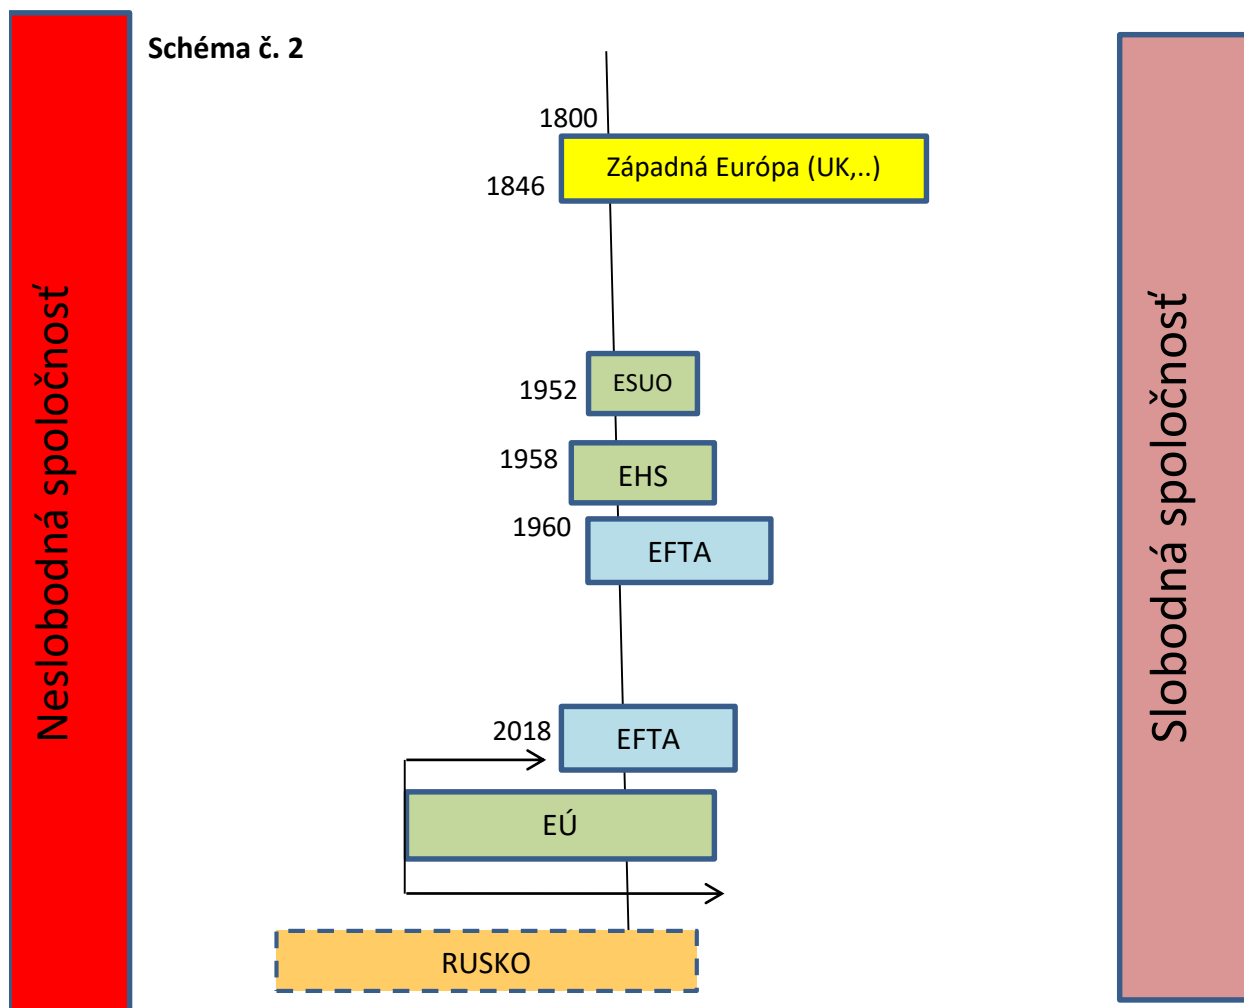 Schéma č. 2
Neslobodná spoločnosť
Slobodná spoločnosť
1800
Západná Európa (UK,..)
1846
ESUO
1952
1958
EHS
1960
EFTA
2018
EFTA
EÚ
RUSKO